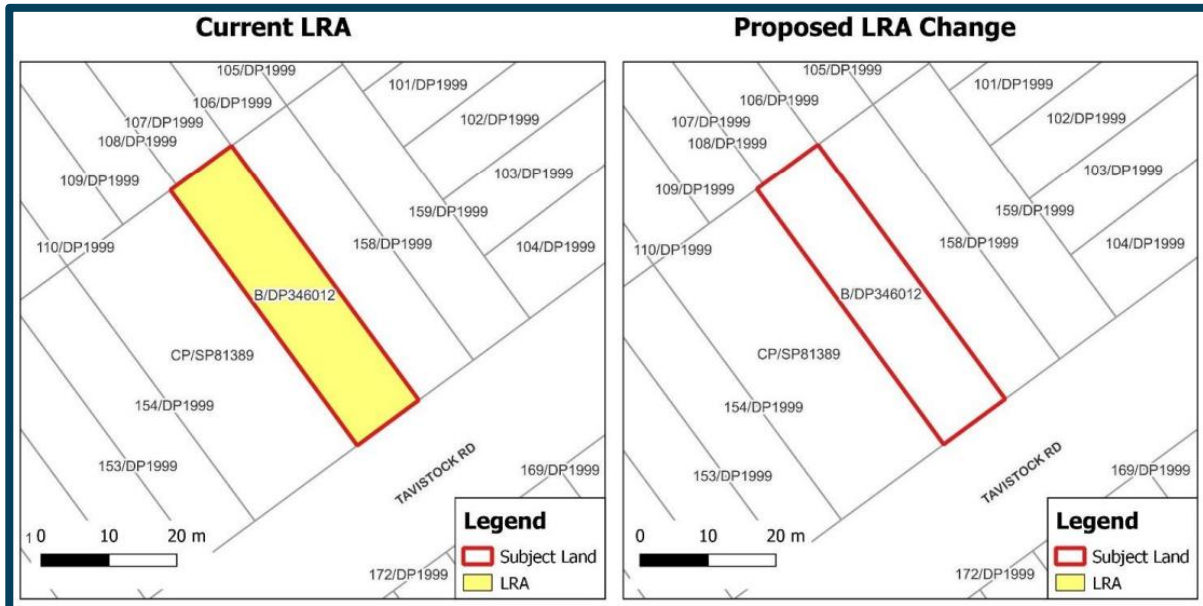 Current LRA
105/DP1999
101/DP1999
106/DP1999
102/DP1999
107/DP1999
108/DP1999
103/DP1999
109/DP1999
159/DP1999
110/DP1999
158/DP1999
104/DP1999
B/DP346012
CP/SP81389
154/DP1999
153/DP1999
TAVISTOCK RD
169/DP1999
1
0 10 20 m
172/DP1999
Legend
Subject Land
LRA
Proposed LRA Change
105/DP1999
101/DP1999
106/DP1999
102/DP1999
107/DP1999
108/DP1999
103/DP1999
109/DP1999
159/DP1999
110/DP1999
158/DP1999
104/DP1999
B/DP346012
CP/SP81389
154/DP1999
153/DP1999
TAVISTOCK RD
169/DP1999
0 10 20 m
172/DP1999
Legend
Subject Land
LRA